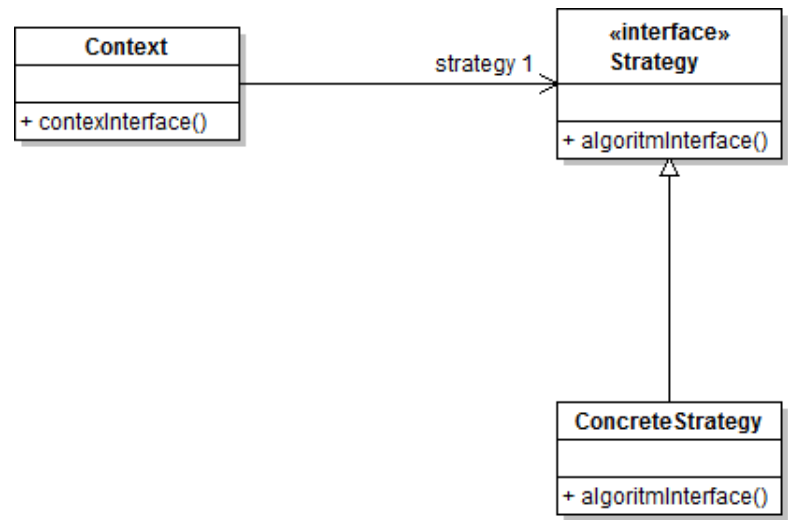 Context
+ contexInterface()
strategy 1
«interface»
Strategy
+ algoritmInterface()
ConcreteStrategy
+ algoritmInterface()